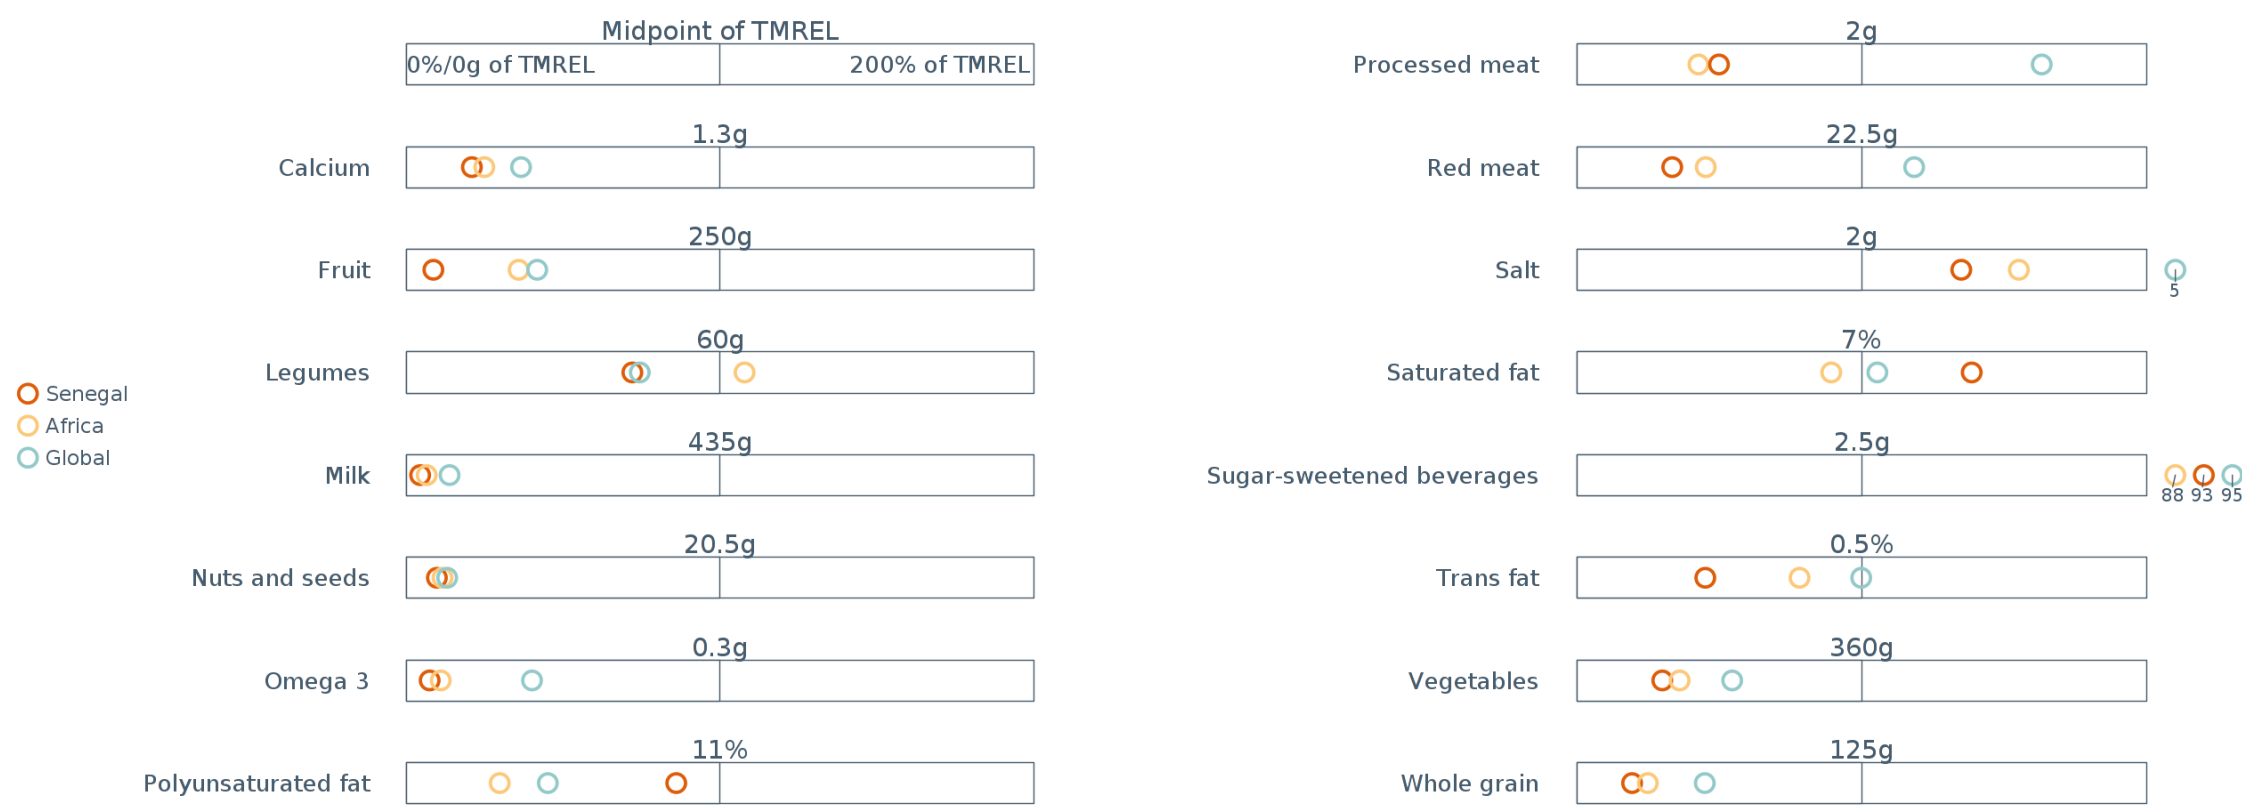 Midpoint of TMREL
0%/0g of TMREL
200% of TMREL
1.3g
Calcium
250g
Fruit
60g
Legumes
435g
Milk
20.5g
Nuts and seeds
0.3g
Omega 3
11%
Polyunsaturated fat
Senegal
Africa
Global
2g
Processed meat
22.5g
Red meat
2g
Salt
5
7%
Saturated fat
2.5g
Sugar-sweetened beverages
88 93 95
0.5%
Trans fat
360g
Vegetables
125g
Whole grain